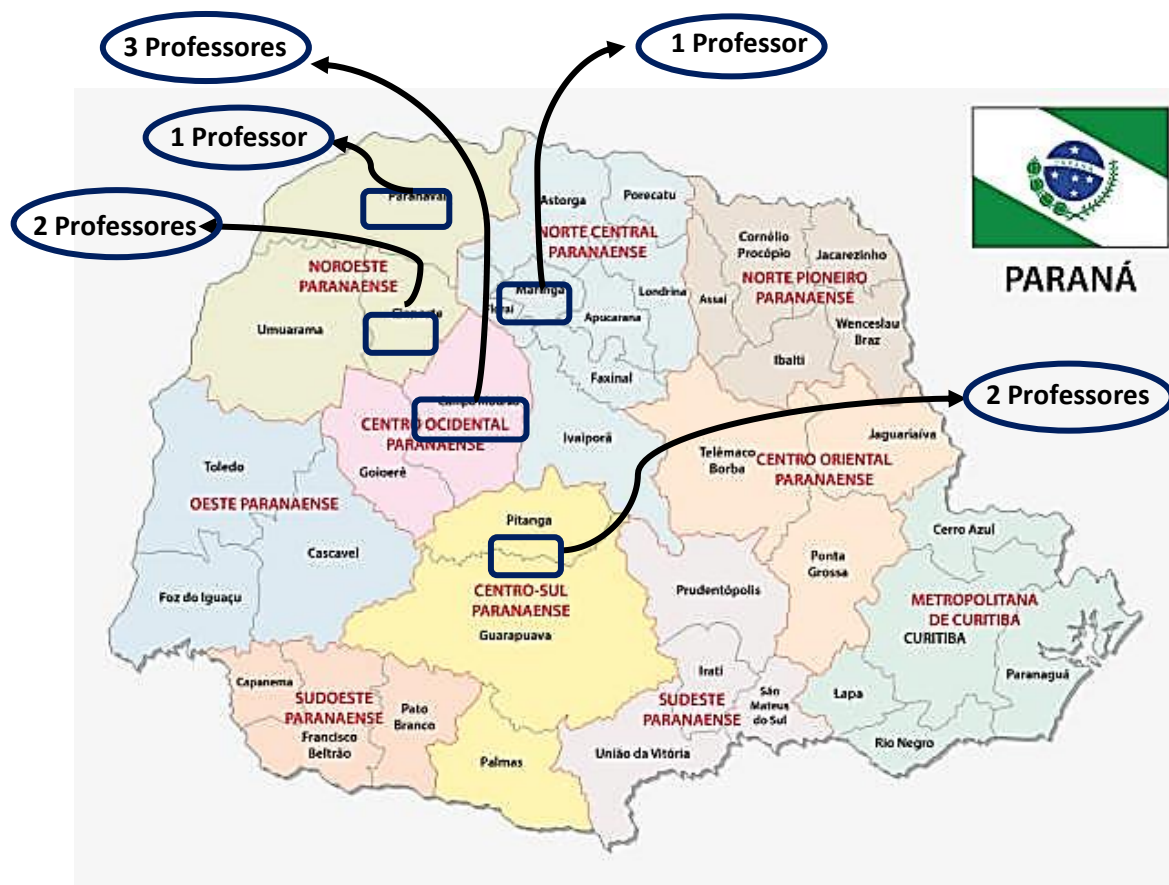 3 Professores
1 Professor
1 Professor
2 Professores
2 Professores
PARANÁ
Paranavaí
Astorga
Porecatu
NORTE CENTRAL
PARANAENSE
Cornélio
Procópio
Jacarezinho
NORTE PIONEIRO
PARANAENSE
Assaí
Wenceslau
Braz
Ibaiti
NOROESTE
PARANAENSE
Umuarama
Cianorte
Maringá
Floraí
Londrina
Apucarana
Faxinal
Ivaiporã
Campo Mourão
CENTRO OCIDENTAL
PARANAENSE
Goioerê
Telêmaco
Borba
Jaguariaíva
CENTRO ORIENTAL
PARANAENSE
Ponta
Grossa
Toledo
OESTE PARANAENSE
Cascavel
Foz do Iguaçu
Pitanga
CENTRO-SUL
PARANAENSE
Guarapuava
Palmas
Prudentópolis
Irati
São
Mateus
do Sul
SUDESTE
PARANAENSE
União da Vitória
Cerro Azul
METROPOLITANA
DE CURITIBA
CURITIBA
Paranaguá
Lapa
Rio Negro
Capanema
SUDOESTE
PARANAENSE
Pato
Branco
Francisco
Beltrão